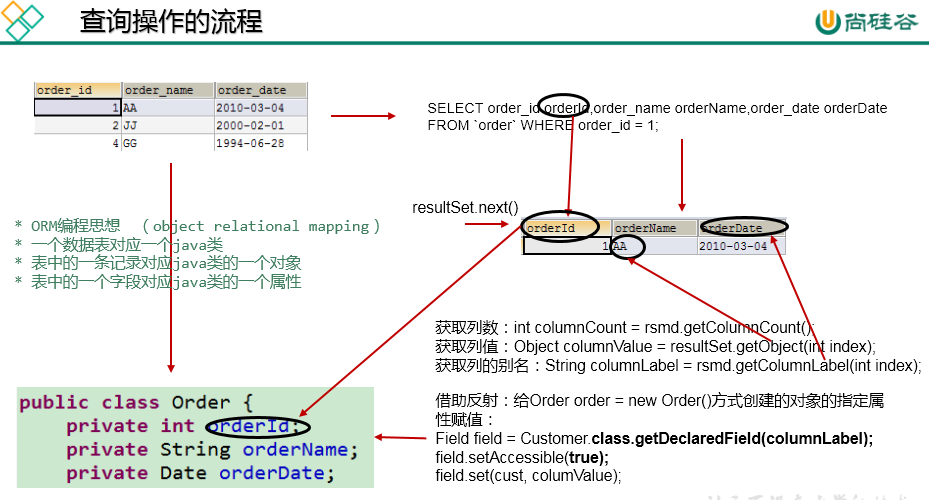 查询操作的流程
尚硅谷
order_id order_name order_date
1 AA 2010-03-04
2 JJ 2000-02-01
4 GG 1994-06-28
SELECT order_id orderId,order_name orderName,order_date orderDate
FROM `order` WHERE order_id = 1;
* ORM编程思想 （object relational mapping）
* 一个数据表对应一个java类
* 表中的一条记录对应java类的一个对象
* 表中的一个字段对应java类的一个属性
resultSet.next()
orderId orderName orderDate
1 AA 2010-03-04
获取列数：int columnCount = rsmd.getColumnCount();
获取列值：Object columnValue = resultSet.getObject(int index);
获取列的别名：String columnLabel = rsmd.getColumnLabel(int index);
借助反射：给Order order = new Order()方式创建的对象的指定属
性赋值：
Field field = Customer.class.getDeclaredField(columnLabel);
field.setAccessible(true);
field.set(cust, columValue);
public class Order {
private int orderId;
private String orderName;
private Date orderDate;